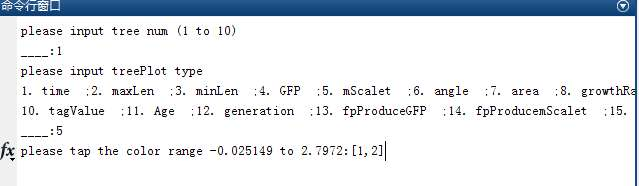 命令行窗口
please input tree num (1 to 10)
____:1
please input treePlot type
1. time ;2. maxLen ;3. minLen ;4. GFP ;5. mScalet ;6. angle ;7. area ;8. growthRa
10. tagValue ;11. Age ;12. generation ;13. fpProduceGFP ;14. fpProducemScalet ;15.
____:5
fx please tap the color range -0.025149 to 2.7972:[1,2]